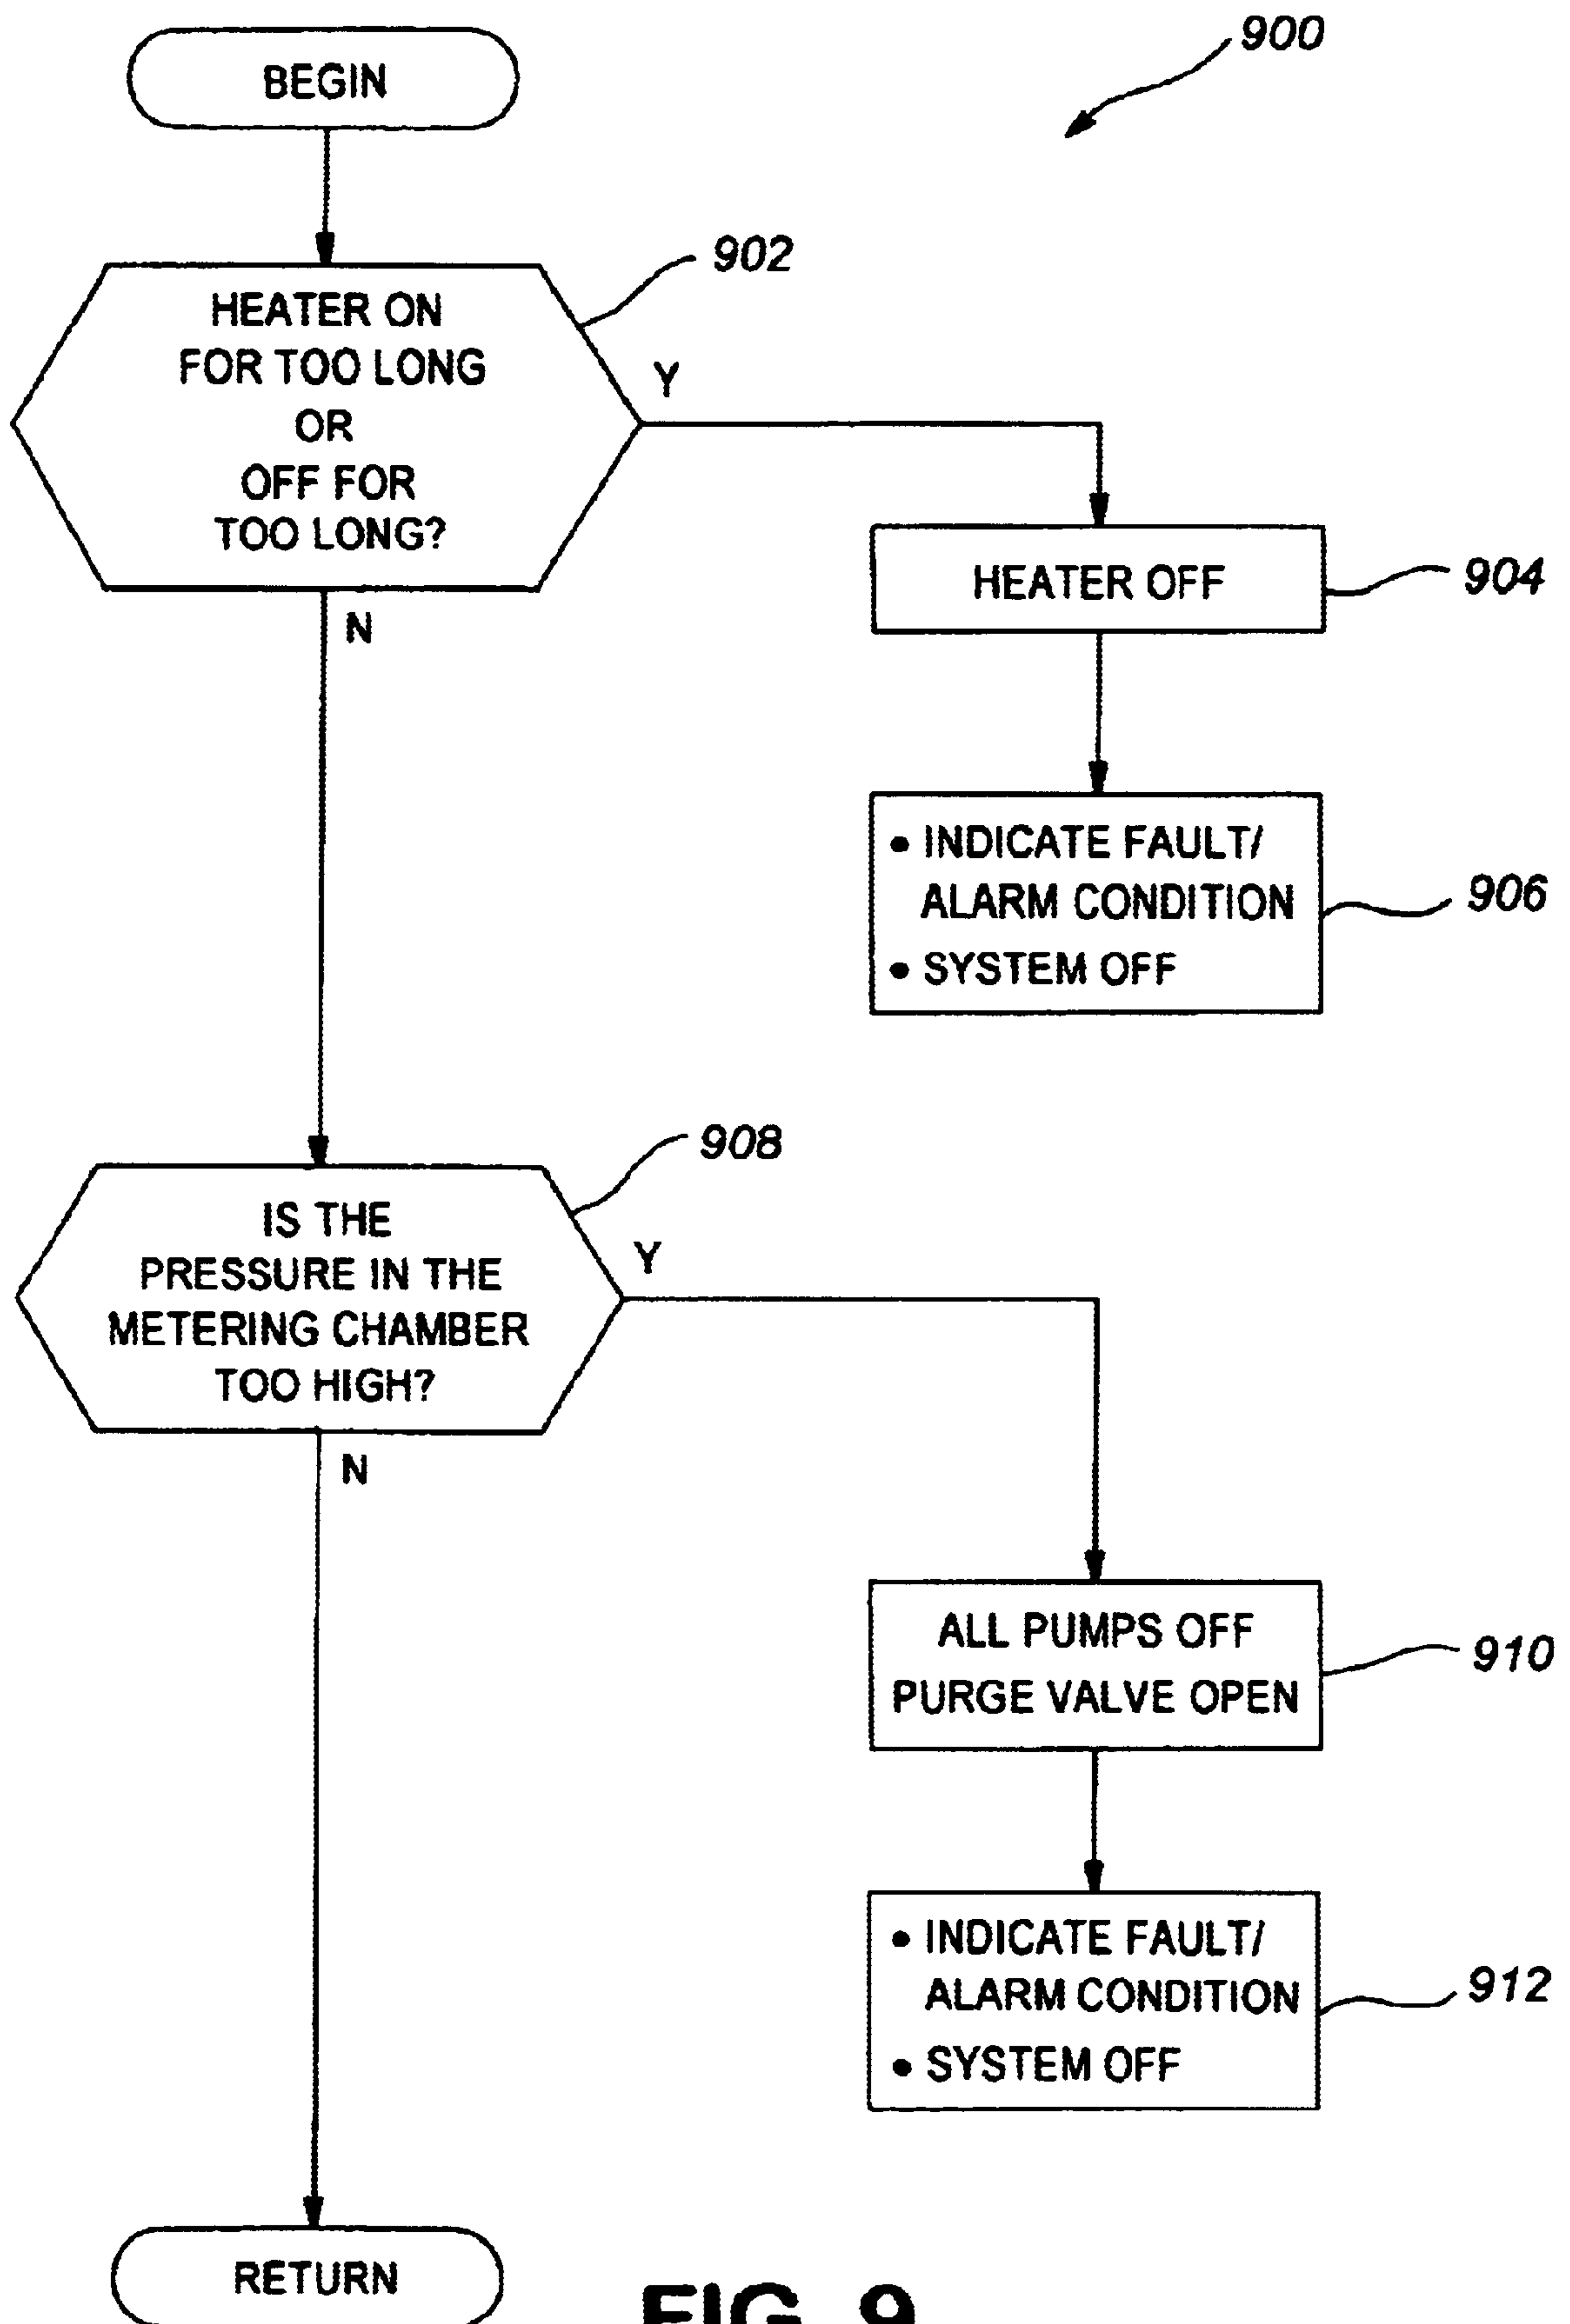 BEGIN
900
902
HEATER ON
FOR TOO LONG
OR
OFF FOR
TOO LONG?
Y
N
HEATER OFF
904
• INDICATE FAULT/
ALARM CONDITION
• SYSTEM OFF
906
908
IS THE
PRESSURE IN THE
METERING CHAMBER
TOO HIGH?
Y
N
ALL PUMPS OFF
PURGE VALVE OPEN
910
• INDICATE FAULT/
ALARM CONDITION
• SYSTEM OFF
912
RETURN
FIG. 9